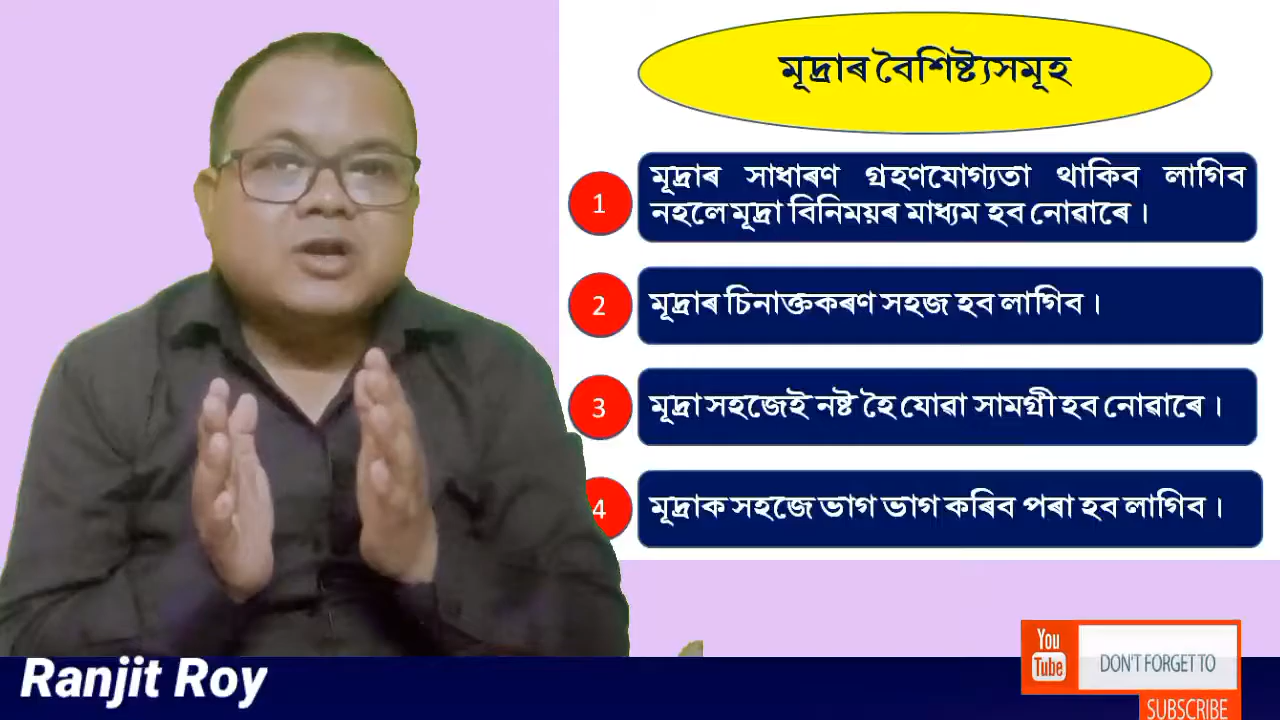 মূদ্ৰাৰ বৈশিষ্ট্যসমূহ
1
মূদ্ৰাৰ সাধাৰণ গ্ৰহণযোগ্যতা থাকিব লাগিব
নহলে মূদ্ৰা বিনিময়ৰ মাধ্যম হব নোৱাৰে ।
2
মূদ্ৰাৰ চিনাক্তকৰণ সহজ হব লাগিব ।
3
মূদ্ৰা সহজেই নষ্ট হৈ যোৱা সামগ্ৰী হব নোৱাৰে ।
4
মূদ্ৰাক সহজে ভাগ ভাগ কৰিব পৰা হব লাগিব ।
Ranjit Roy
You
Tube
DON'T FORGET TO
SUBSCRIBE